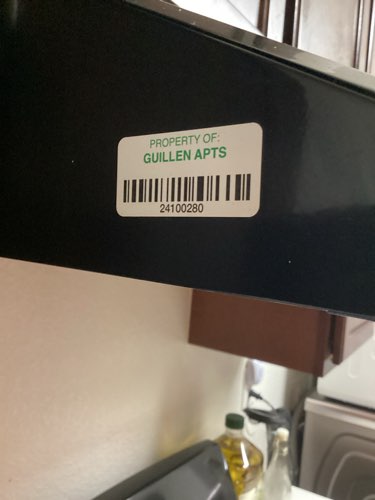 PROPERTY OF:
GUILLEN APTS
24100280